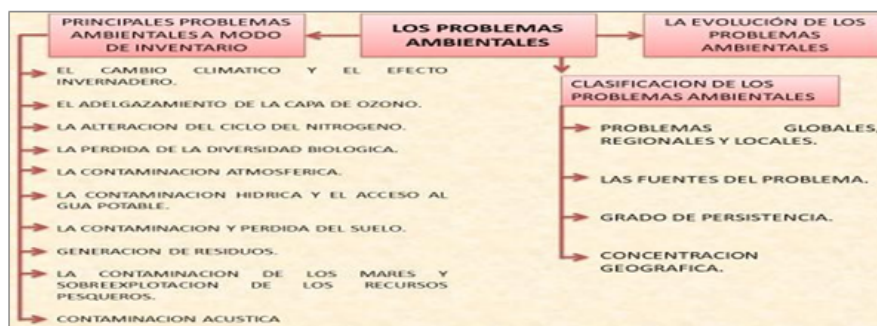 PRINCIPALES PROBLEMAS
AMBIENTALES A MODO
DE INVENTARIO
LOS PROBLEMAS
AMBIENTALES
LA EVOLUCIÓN DE LOS
PROBLEMAS
AMBIENTALES
EL CAMBIO CLIMATICO Y EL EFECTO
INVERNADERO.
EL ADELGAZAMIENTO DE LA CAPA DE OZONO.
LA ALTERACION DEL CICLO DEL NITROGENO.
LA PERDIDA DE LA DIVERSIDAD BIOLOGICA.
LA CONTAMINACION ATMOSFERICA.
LA CONTAMINACION HIDRICA Y EL ACCESO AL
GUA POTABLE.
LA CONTAMINACION Y PERDIDA DEL SUELO.
GENERACION DE RESIDUOS.
LA CONTAMINACION DE LOS MARES Y
SOBREEXPLOTACION DE LOS RECURSOS
PESQUEROS.
CONTAMINACION ACUSTICA
CLASIFICACION DE LOS
PROBLEMAS AMBIENTALES
PROBLEMAS GLOBALES,
REGIONALES Y LOCALES.
LAS FUENTES DEL PROBLEMA.
GRADO DE PERSISTENCIA.
CONCENTRACION
GEOGRAFICA.